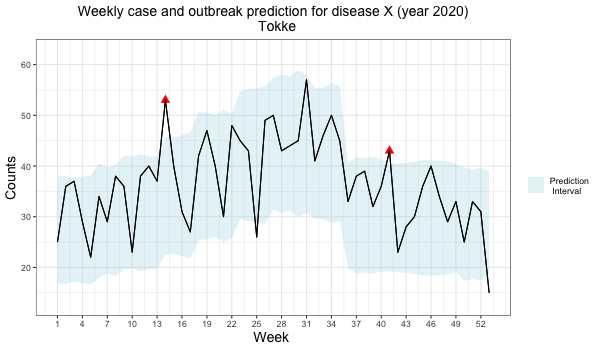 Weekly case and outbreak prediction for disease X (year 2020)
Tokke
60
50
40
30
20
Counts
1 4 7 10 13 16 19 22 25 28 31 34 37 40 43 46 49 52
Week
Prediction
Interval